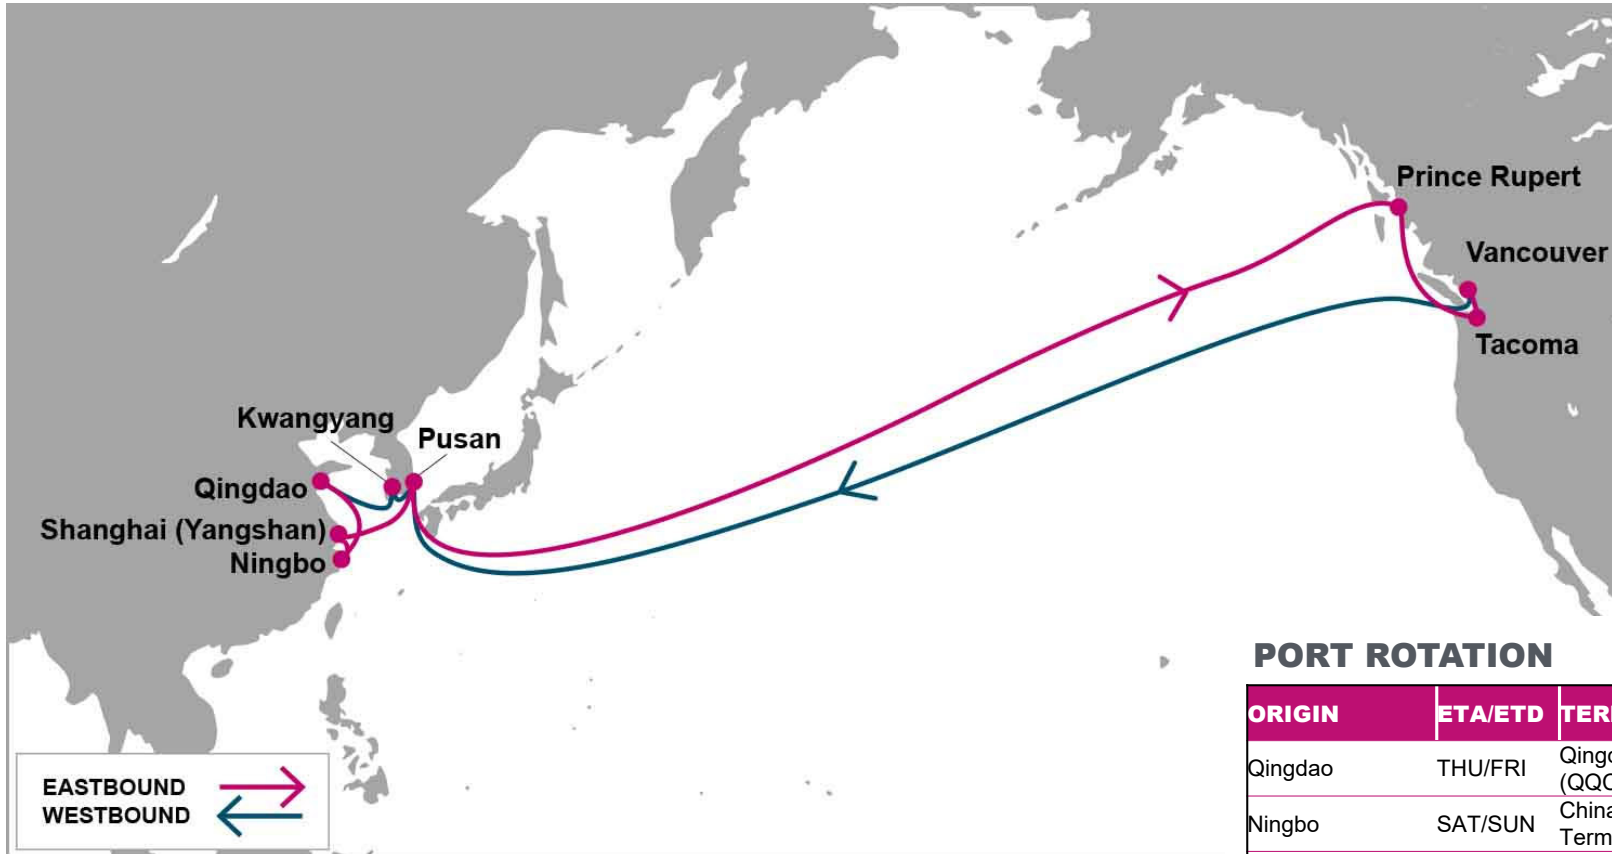 Prince Rupert
Vancouver
Tacoma
Kwangyang
Pusan
Qingdao
Shanghai (Yangshan)
Ningbo
EASTBOUND
WESTBOUND
PORT ROTATION
ORIGIN ETA/ETD
Qingdao THU/FRI
Ningbo SAT/SUN